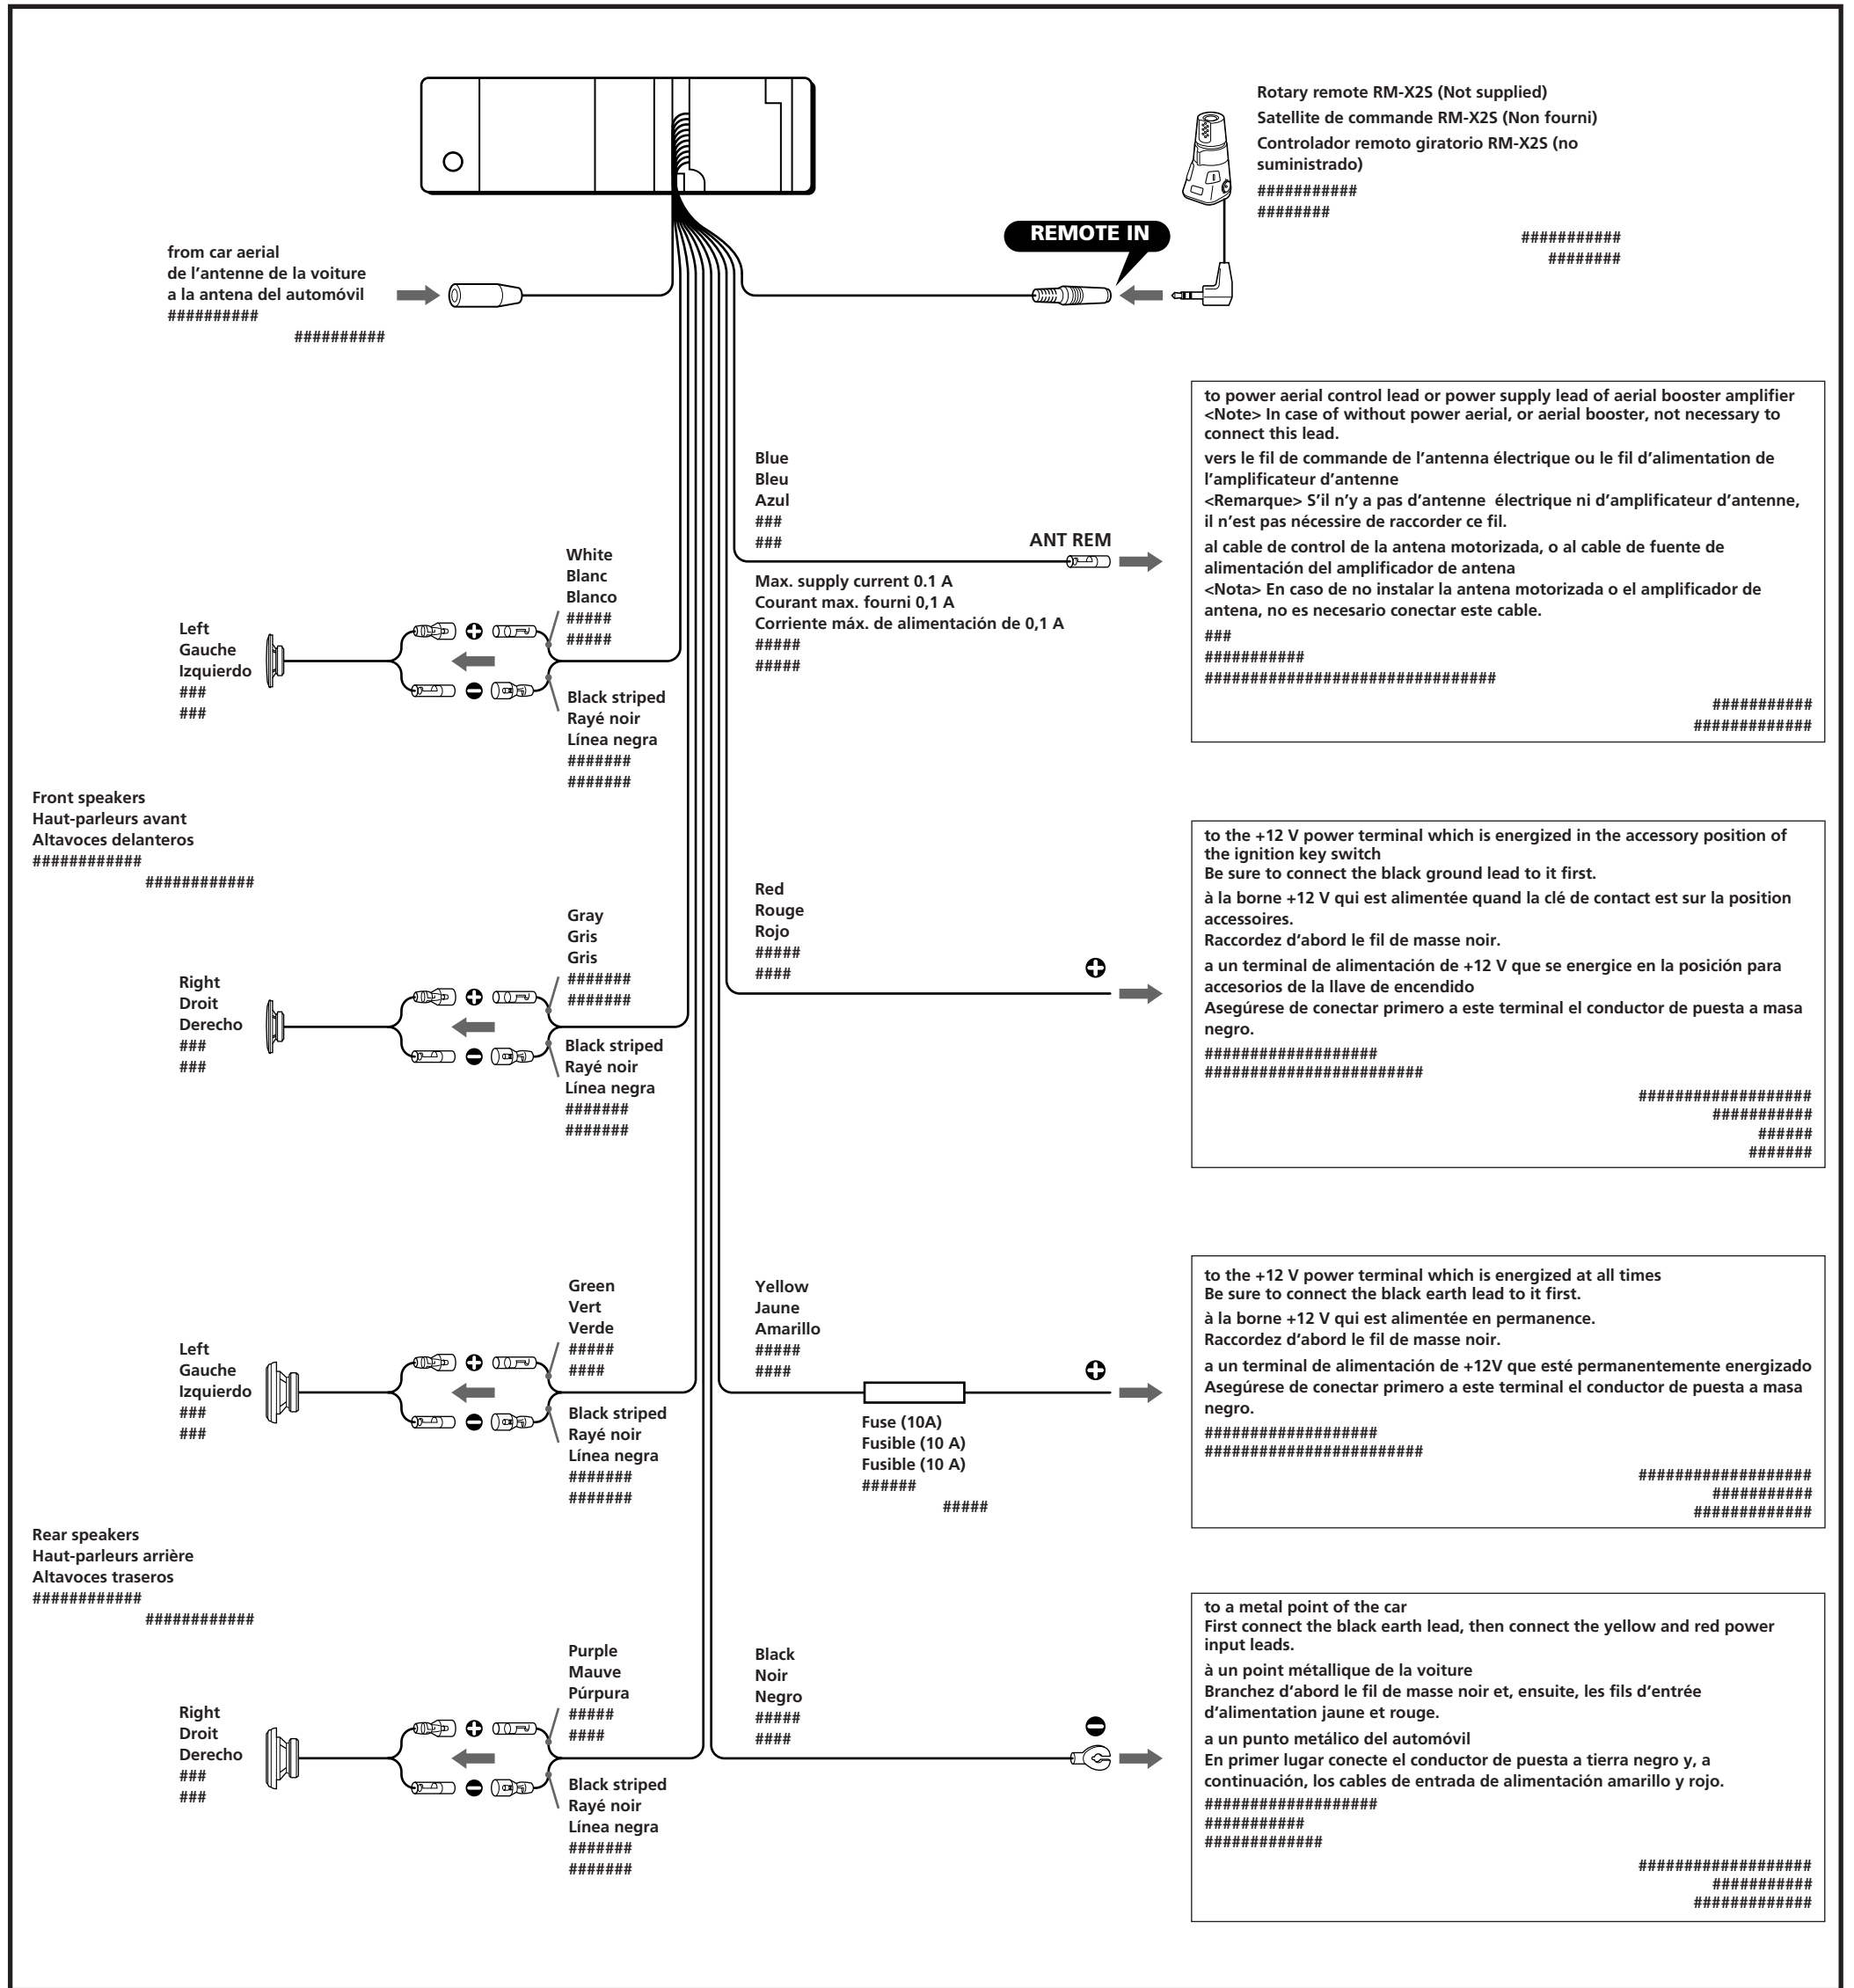 Rotary remote RM-X2S (Not supplied)
Satellite de commande RM-X2S (Non fourni)
Controlador remoto giratorio RM-X2S (no
suministrado)
###########
########
###########
########
REMOTE IN
from car aerial
de l'antenne de la voiture
a la antena del automóvil
##########
##########
to power aerial control lead or power supply lead of aerial booster amplifier
<Note> In case of without power aerial, or aerial booster, not necessary to
connect this lead.
vers le fil de commande de l'antenna électrique ou le fil d'alimentation de
l'amplificateur d'antenne
<Remarque> S'il n'y a pas d'antenne  électrique ni d'amplificateur d'antenne,
il n'est pas nécessire de raccorder ce fil.
al cable de control de la antena motorizada, o al cable de fuente de
alimentación del amplificador de antena
<Nota> En caso de no instalar la antena motorizada o el amplificador de
antena, no es necesario conectar este cable.
###
###########
################################
###########
#############
Blue
Bleu
Azul
###
###
ANT REM
Max. supply current 0.1 A
Courant max. fourni 0,1 A
Corriente máx. de alimentación de 0,1 A
#####
#####
White
Blanc
Blanco
#####
#####
Left
Gauche
Izquierdo
###
###
Black striped
Rayé noir
Línea negra
#######
#######
Front speakers
Haut-parleurs avant
Altavoces delanteros
############
############
to the +12 V power terminal which is energized in the accessory position of
the ignition key switch
Be sure to connect the black ground lead to it first.
à la borne +12 V qui est alimentée quand la clé de contact est sur la position
accessoires.
Raccordez d'abord le fil de masse noir.
a un terminal de alimentación de +12 V que se energice en la posición para
accesorios de la llave de encendido
Asegúrese de conectar primero a este terminal el conductor de puesta a masa
negro.
###################
########################
###################
###########
######
#######
Red
Rouge
Rojo
#####
####
Gray
Gris
Gris
#######
#######
Right
Droit
Derecho
###
###
Black striped
Rayé noir
Línea negra
#######
#######
to the +12 V power terminal which is energized at all times
Be sure to connect the black earth lead to it first.
à la borne +12 V qui est alimentée en permanence.
Raccordez d'abord le fil de masse noir.
a un terminal de alimentación de +12V que esté permanentemente energizado
Asegúrese de conectar primero a este terminal el conductor de puesta a masa
negro.
###################
########################
###################
###########
#############
Green
Vert
Verde
#####
####
Yellow
Jaune
Amarillo
#####
####
Left
Gauche
Izquierdo
###
###
Black striped
Rayé noir
Línea negra
#######
#######
Fuse (10A)
Fusible (10 A)
Fusible (10 A)
######
#####
Rear speakers
Haut-parleurs arrière
Altavoces traseros
############
############
to a metal point of the car
First connect the black earth lead, then connect the yellow and red power
input leads.
à un point métallique de la voiture
Branchez d'abord le fil de masse noir et, ensuite, les fils d'entrée
d'alimentation jaune et rouge.
a un punto metálico del automóvil
En primer lugar conecte el conductor de puesta a tierra negro y, a
continuación, los cables de entrada de alimentación amarillo y rojo.
###################
###########
#############
###################
###########
#############
Purple
Mauve
Púrpura
#####
####
Black
Noir
Negro
#####
####
Right
Droit
Derecho
###
###
Black striped
Rayé noir
Línea negra
#######
#######